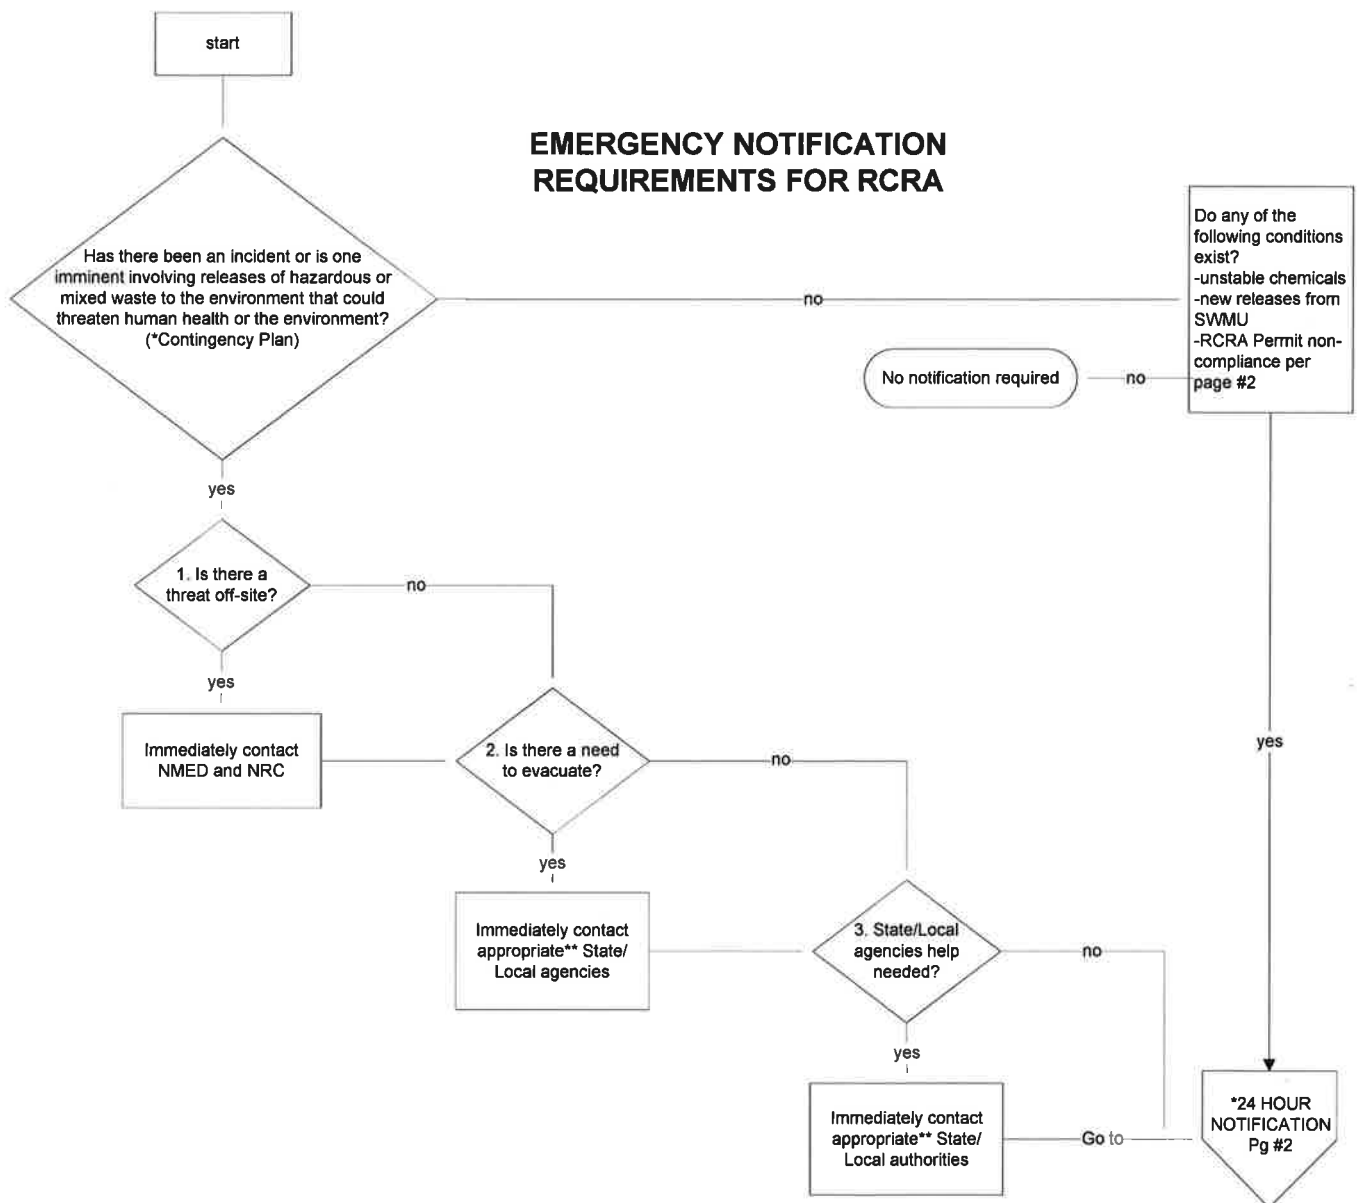 start
EMERGENCY NOTIFICATION
REQUIREMENTS FOR RCRA
Has there been an incident or is one
imminent involving releases of hazardous or
mixed waste to the environment that could
threaten human health or the environment?
(*Contingency Plan)
no
Do any of the
following conditions
exist?
-unstable chemicals
-new releases from
SWMU
-RCRA Permit non-
compliance per
page #2
No notification required
no
yes
1. Is there a
threat off-site?
no
yes
Immediately contact
NMED and NRC
2. Is there a need
to evacuate?
no
yes
yes
Immediately contact
appropriate** State/
Local agencies
3. State/Local
agencies help
needed?
no
yes
Immediately contact
appropriate** State/
Local authorities
Go to
*24 HOUR
NOTIFICATION
Pg #2